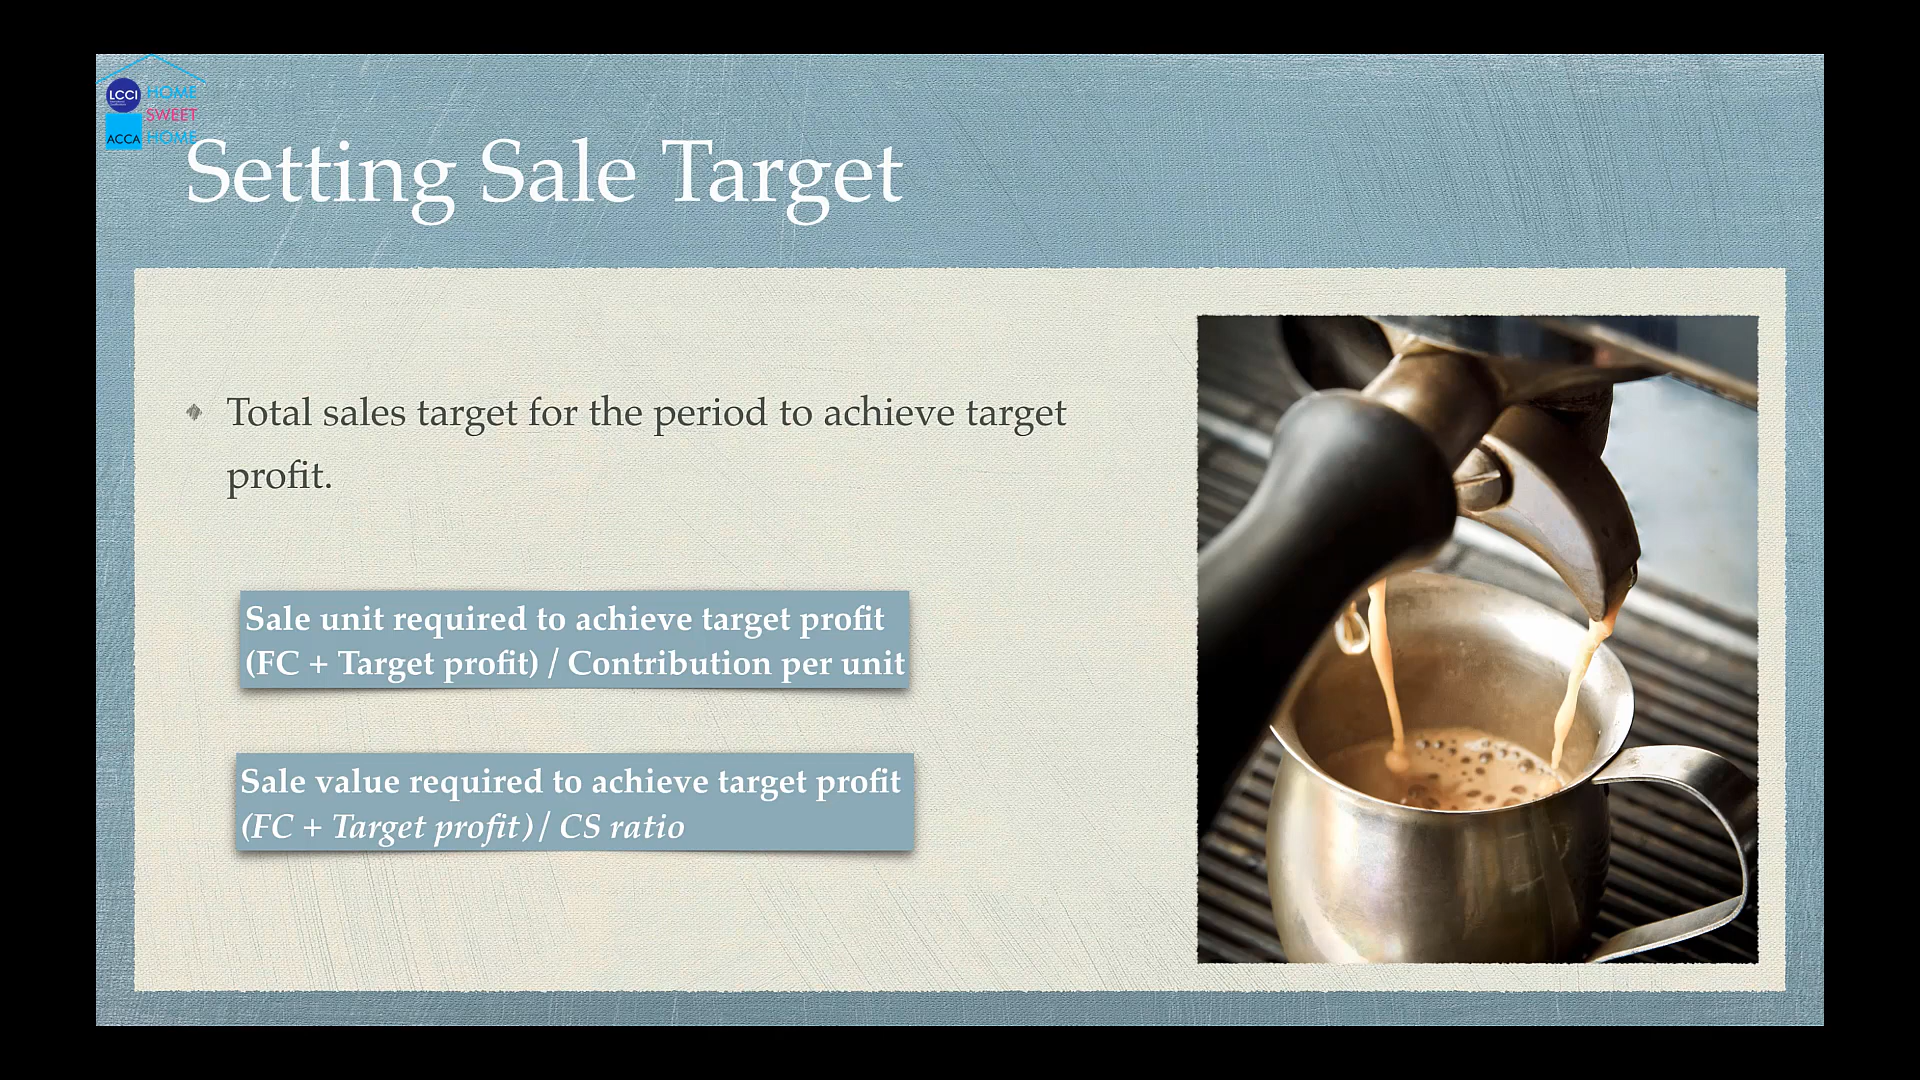 LCCI
HOME
SWEET
ACCA HOME
Setting Sale Target
Total sales target for the period to achieve target
profit.
Sale unit required to achieve target profit
(FC + Target profit) / Contribution per unit
Sale value required to achieve target profit
(FC + Target profit) / CS ratio